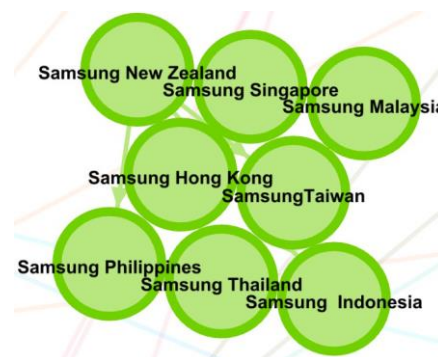 Samsung New Zealand
Samsung Singapore
Samsung Malaysia
Samsung Hong Kong
SamsungTaiwan
Samsung Philippines
Samsung Thailand
Samsung  Indonesia